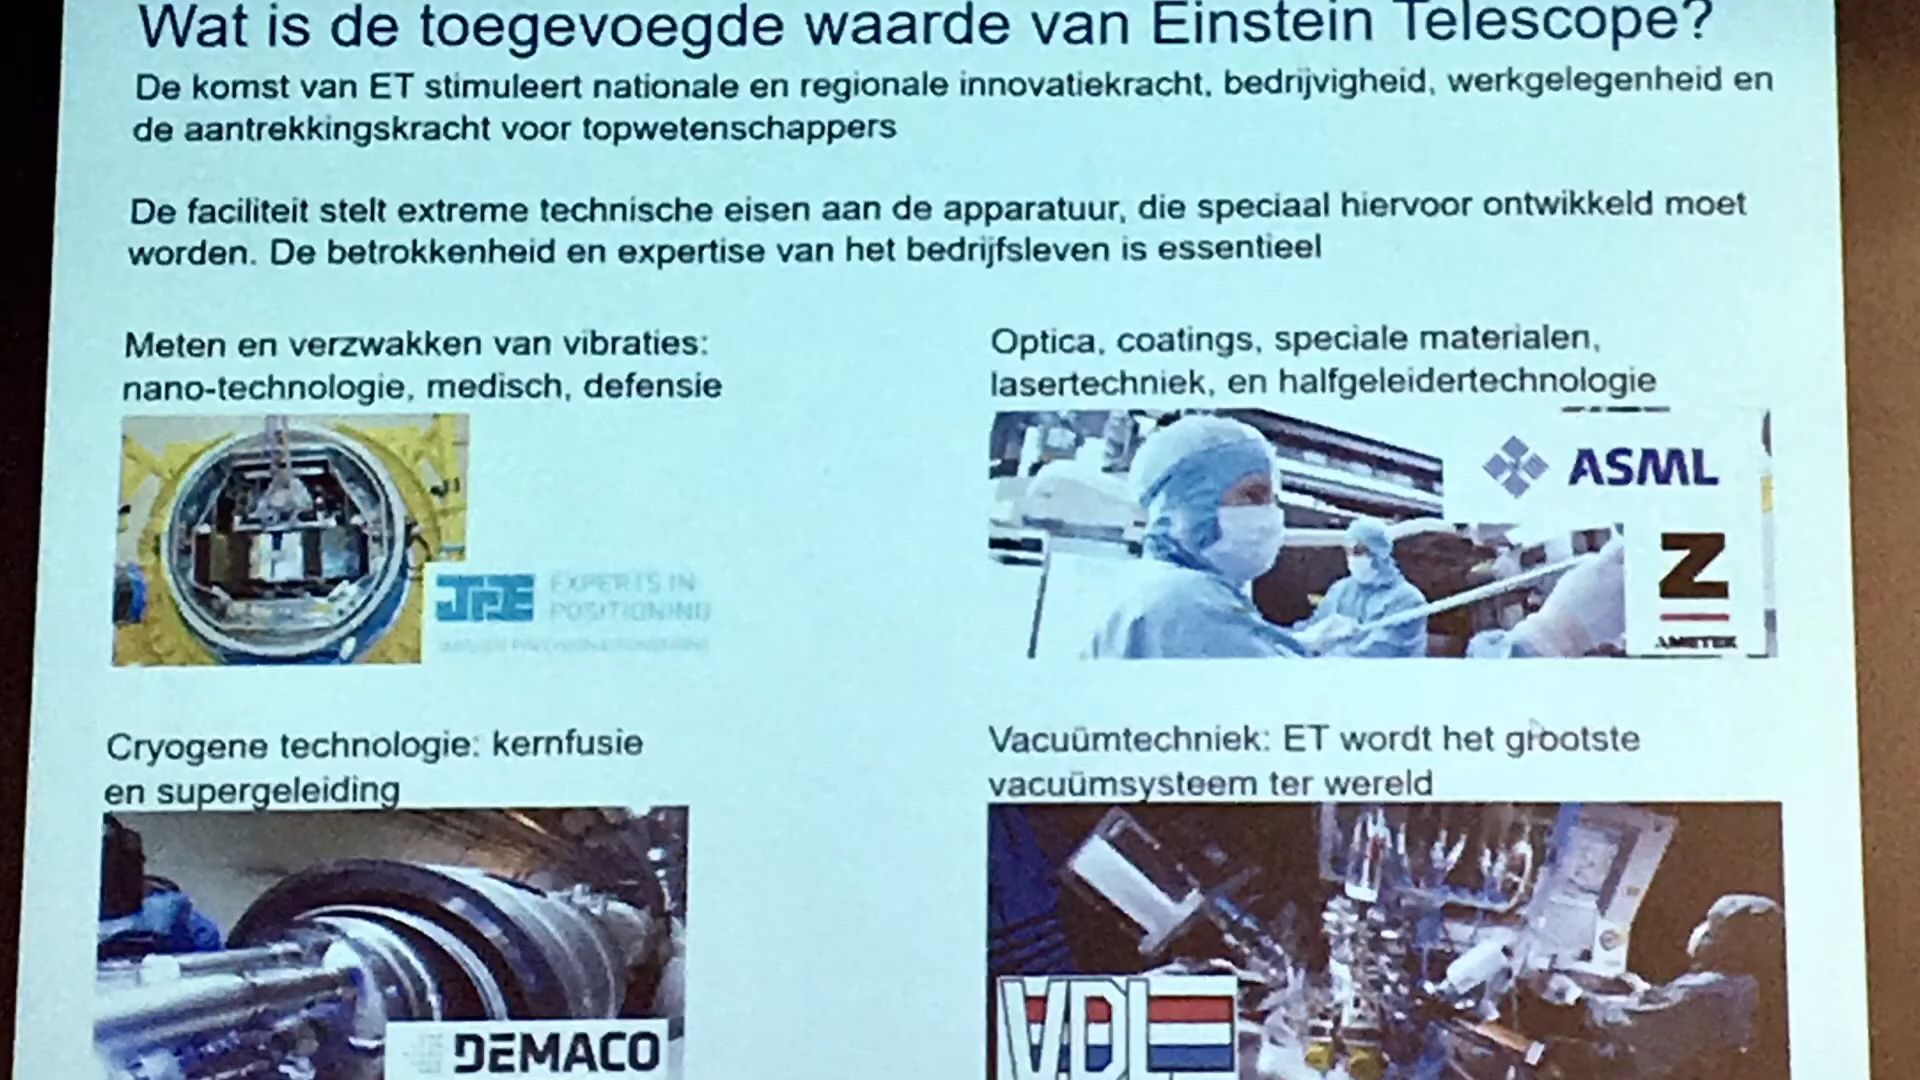 Wat is de toegevoegde waarde van Einstein Telescope?
De komst van ET stimuleert nationale en regionale innovatiekracht, bedrijvigheid, werkgelegenheid en
de aantrekkingskracht voor topwetenschappers
De faciliteit stelt extreme technische eisen aan de apparatuur, die speciaal hiervoor ontwikkeld moet
worden. De betrokkenheid en expertise van het bedrijfsleven is essentieel
Meten en verzwakken van vibraties:
nano-technologie, medisch, defensie
JPE EXPERTS IN
POSITIONING
Optica, coatings, speciale materialen,
lasertechniek, en halfgeleidertechnologie
ASML
Z
AMETEK
Cryogene technologie: kernfusie
en supergeleiding
DEMACO
Vacuümtechniek: ET wordt het grootste
vacuümsysteem ter wereld
VDL